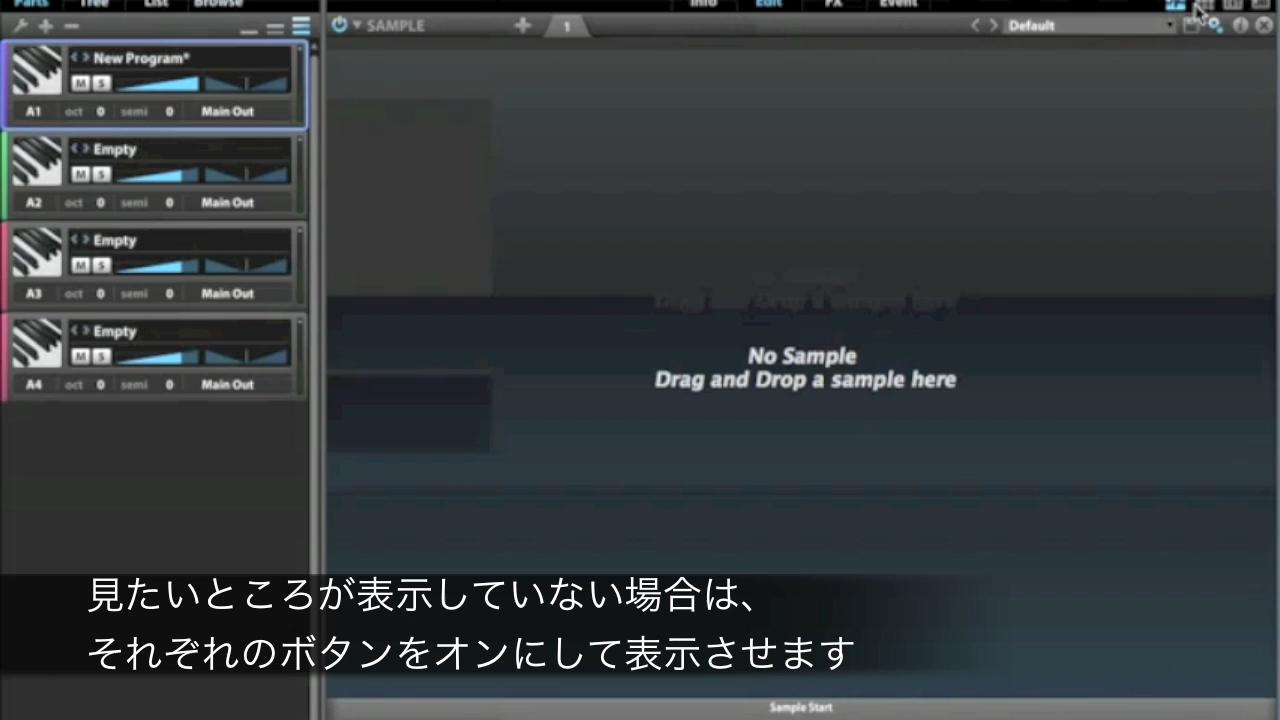 Parts Tree List Browse Info Edit FX Event
SAMPLE 1 Default
New Program*
M S
A1 oct 0 semi 0 Main Out
Empty
M S
A2 oct 0 semi 0 Main Out
Empty
M S
A3 oct 0 semi 0 Main Out
Empty
M S
A4 oct 0 semi 0 Main Out
No Sample
Drag and Drop a sample here
見たいところが表示していない場合は、
それぞれのボタンをオンにして表示させます
Sample Start